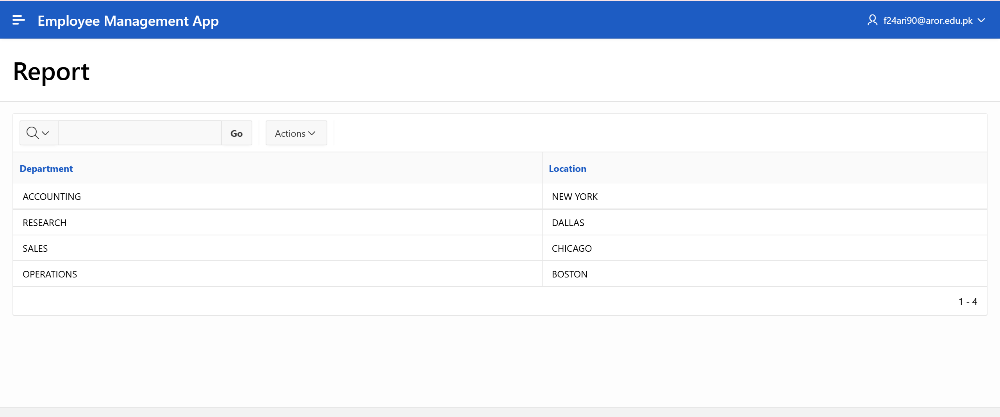 Employee Management App
f24ari90@aror.edu.pk
Report
Go
Actions
Department Location
ACCOUNTING NEW YORK
RESEARCH DALLAS
SALES CHICAGO
OPERATIONS BOSTON
1 - 4